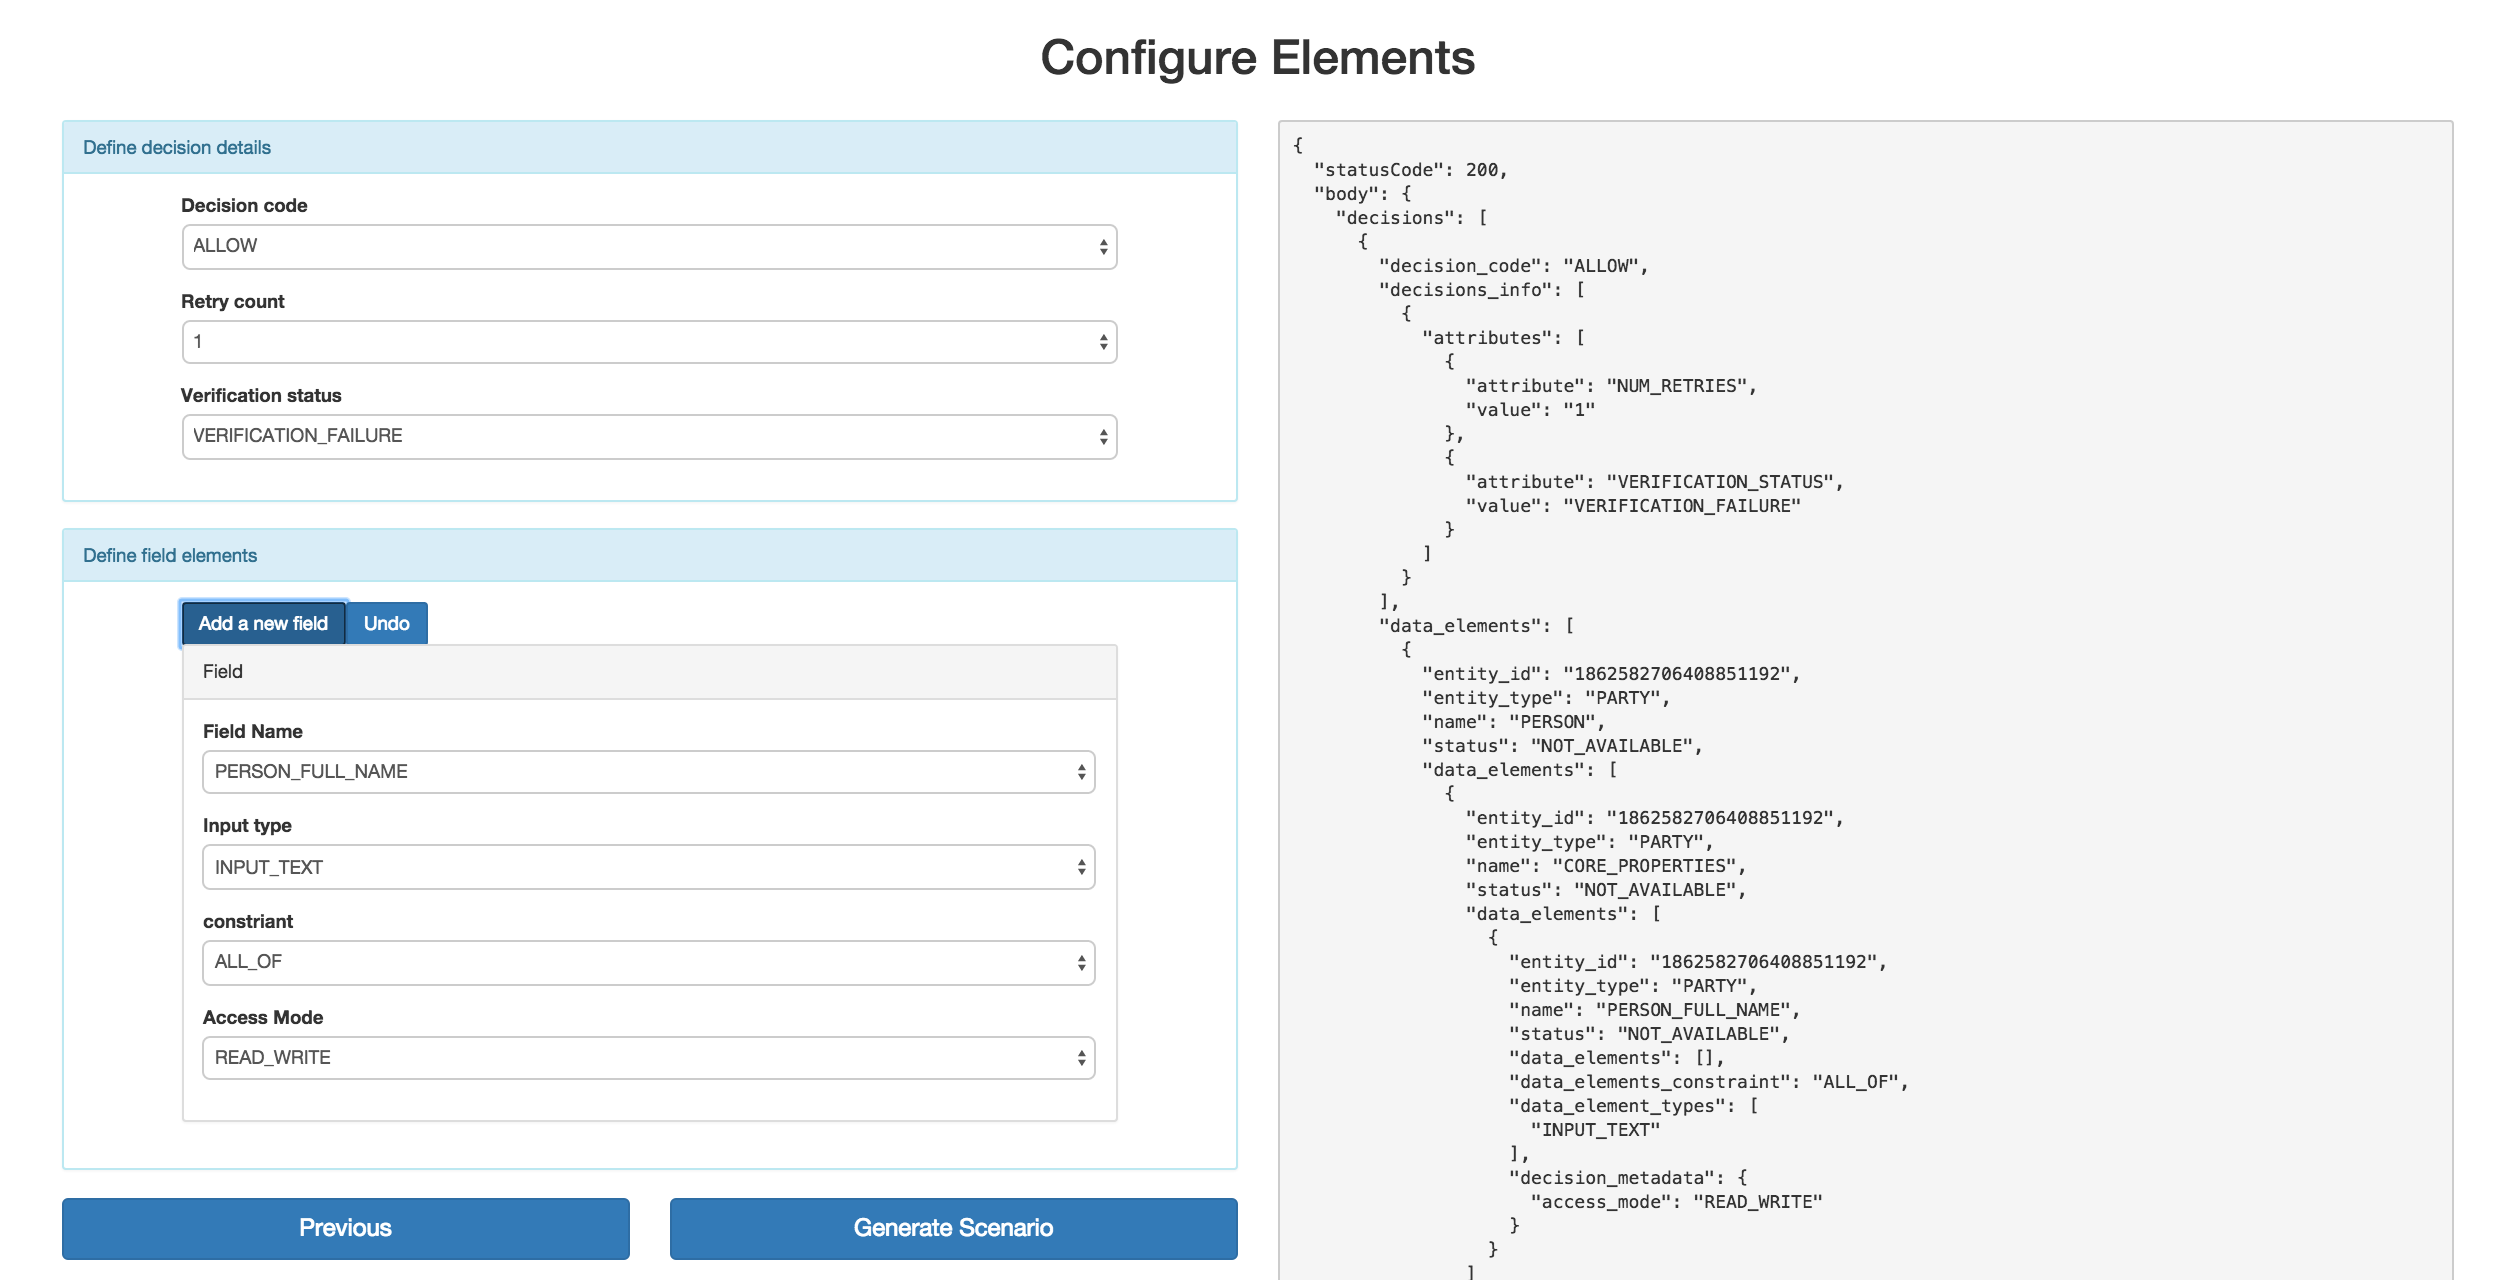 Configure Elements
Define decision details
Decision code
ALLOW
Retry count
1
Verification status
VERIFICATION_FAILURE
Define field elements
Add a new field Undo
Field
Field Name
PERSON_FULL_NAME
Input type
INPUT_TEXT
constriant
ALL_OF
Access Mode
READ_WRITE
Previous Generate Scenario
{
  "statusCode": 200,
  "body": {
    "decisions": [
      {
        "decision_code": "ALLOW",
        "decisions_info": [
          {
            "attributes": [
              {
                "attribute": "NUM_RETRIES",
                "value": "1"
              },
              {
                "attribute": "VERIFICATION_STATUS",
                "value": "VERIFICATION_FAILURE"
              }
            ]
          }
        ],
        "data_elements": [
          {
            "entity_id": "1862582706408851192",
            "entity_type": "PARTY",
            "name": "PERSON",
            "status": "NOT_AVAILABLE",
            "data_elements": [
              {
                "entity_id": "1862582706408851192",
                "entity_type": "PARTY",
                "name": "CORE_PROPERTIES",
                "status": "NOT_AVAILABLE",
                "data_elements": [
                  {
                    "entity_id": "1862582706408851192",
                    "entity_type": "PARTY",
                    "name": "PERSON_FULL_NAME",
                    "status": "NOT_AVAILABLE",
                    "data_elements": [],
                    "data_elements_constraint": "ALL_OF",
                    "data_element_types": [
                      "INPUT_TEXT"
                    ],
                    "decision_metadata": {
                      "access_mode": "READ_WRITE"
                    }
                  }
                ]